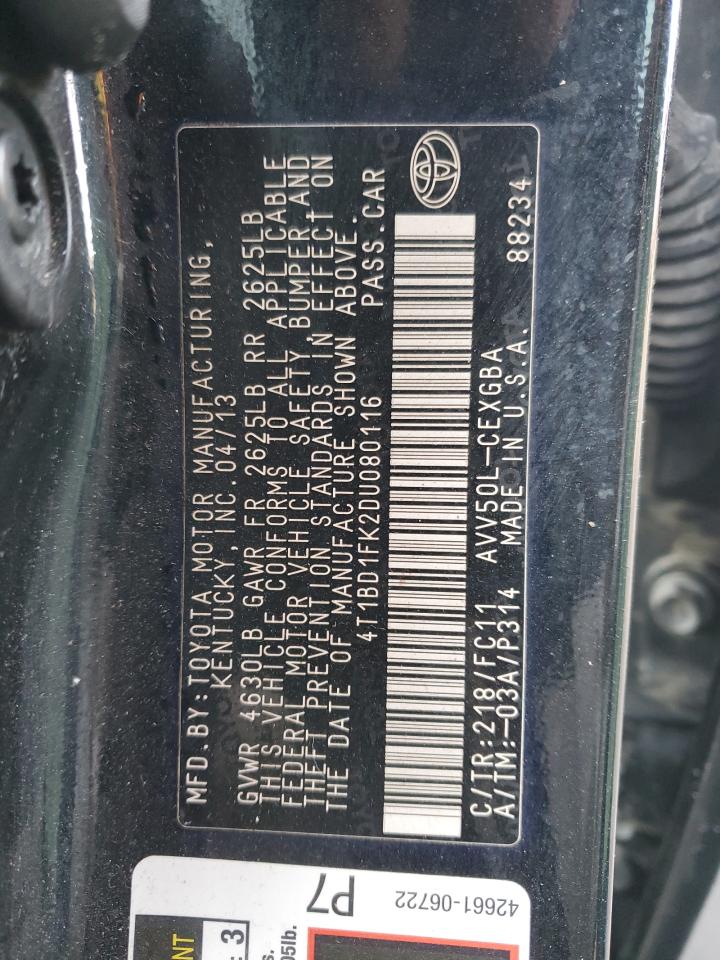 MFD.BY:TOYOTA MOTOR MANUFACTURING,
KENTUCKY, INC. 04/13
GVWR 4630LB GAWR FR 2625LB RR 2625LB
THIS VEHICLE CONFORMS TO ALL APPLICABLE
FEDERAL MOTOR VEHICLE SAFETY, BUMPER, AND
THEFT PREVENTION STANDARDS IN EFFECT ON
THE DATE OF MANUFACTURE SHOWN ABOVE.
4T1BD1FK2DU080116 PASS.CAR
C/TR:218/FC11 AVV50L-CEXGBA
A/TM:-03A/P314 MADE IN U.S.A. 88234
P7
42661-06722
NT
: 3
s.
05lb.